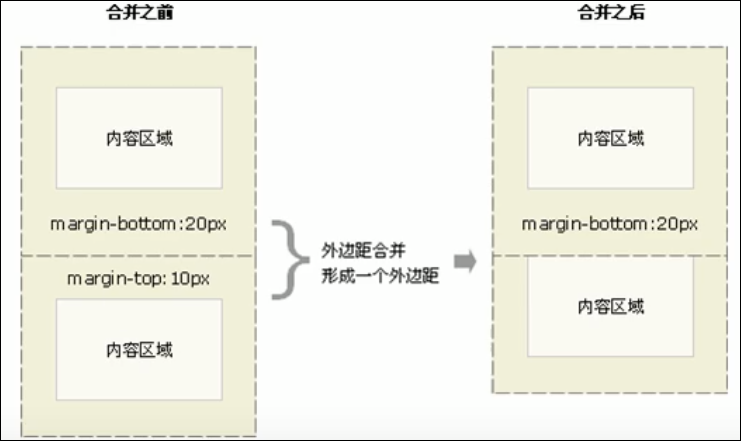 合并之前
合并之后
内容区域
内容区域
margin-bottom:20px
margin-bottom:20px
外边距合并
形成一个外边距
margin-top:10px
内容区域
内容区域